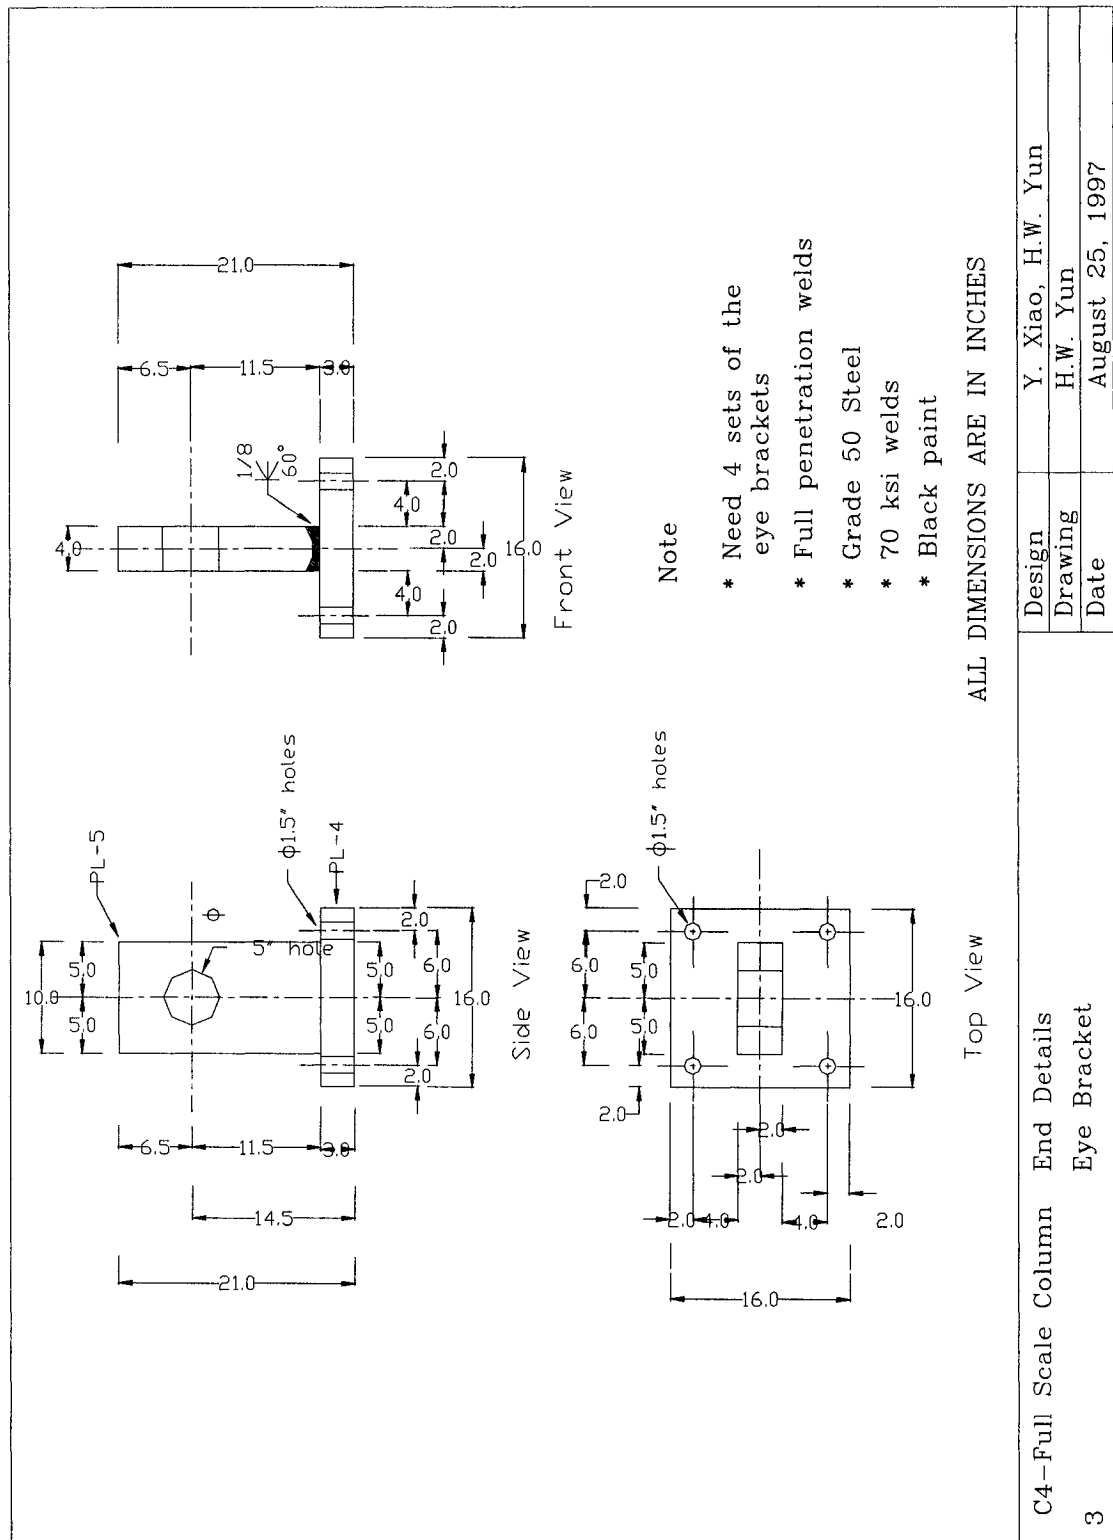 21.0
6.5
11.5
3.0
4.0
1/8
60°
2.0
4.0
2.0
2.0
16.0
4.0
2.0
Front View
PL-5
10.0
5.0
5.0
Φ
5" hole
Φ1.5" holes
PL-4
5.0
5.0
2.0
6.0
6.0
2.0
16.0
6.5
11.5
3.0
14.5
21.0
Side View
Φ1.5" holes
2.0
6.0
6.0
5.0
5.0
2.0
16.0
2.0
2.0
2.0
4.0
4.0
2.0
16.0
Top View
Note
* Need 4 sets of the
eye brackets
* Full penetration welds
* Grade 50 Steel
* 70 ksi welds
* Black paint
ALL DIMENSIONS ARE IN INCHES
C4-Full Scale Column End Details
Eye Bracket
3
Design Y. Xiao, H.W. Yun
Drawing H.W. Yun
Date August 25, 1997